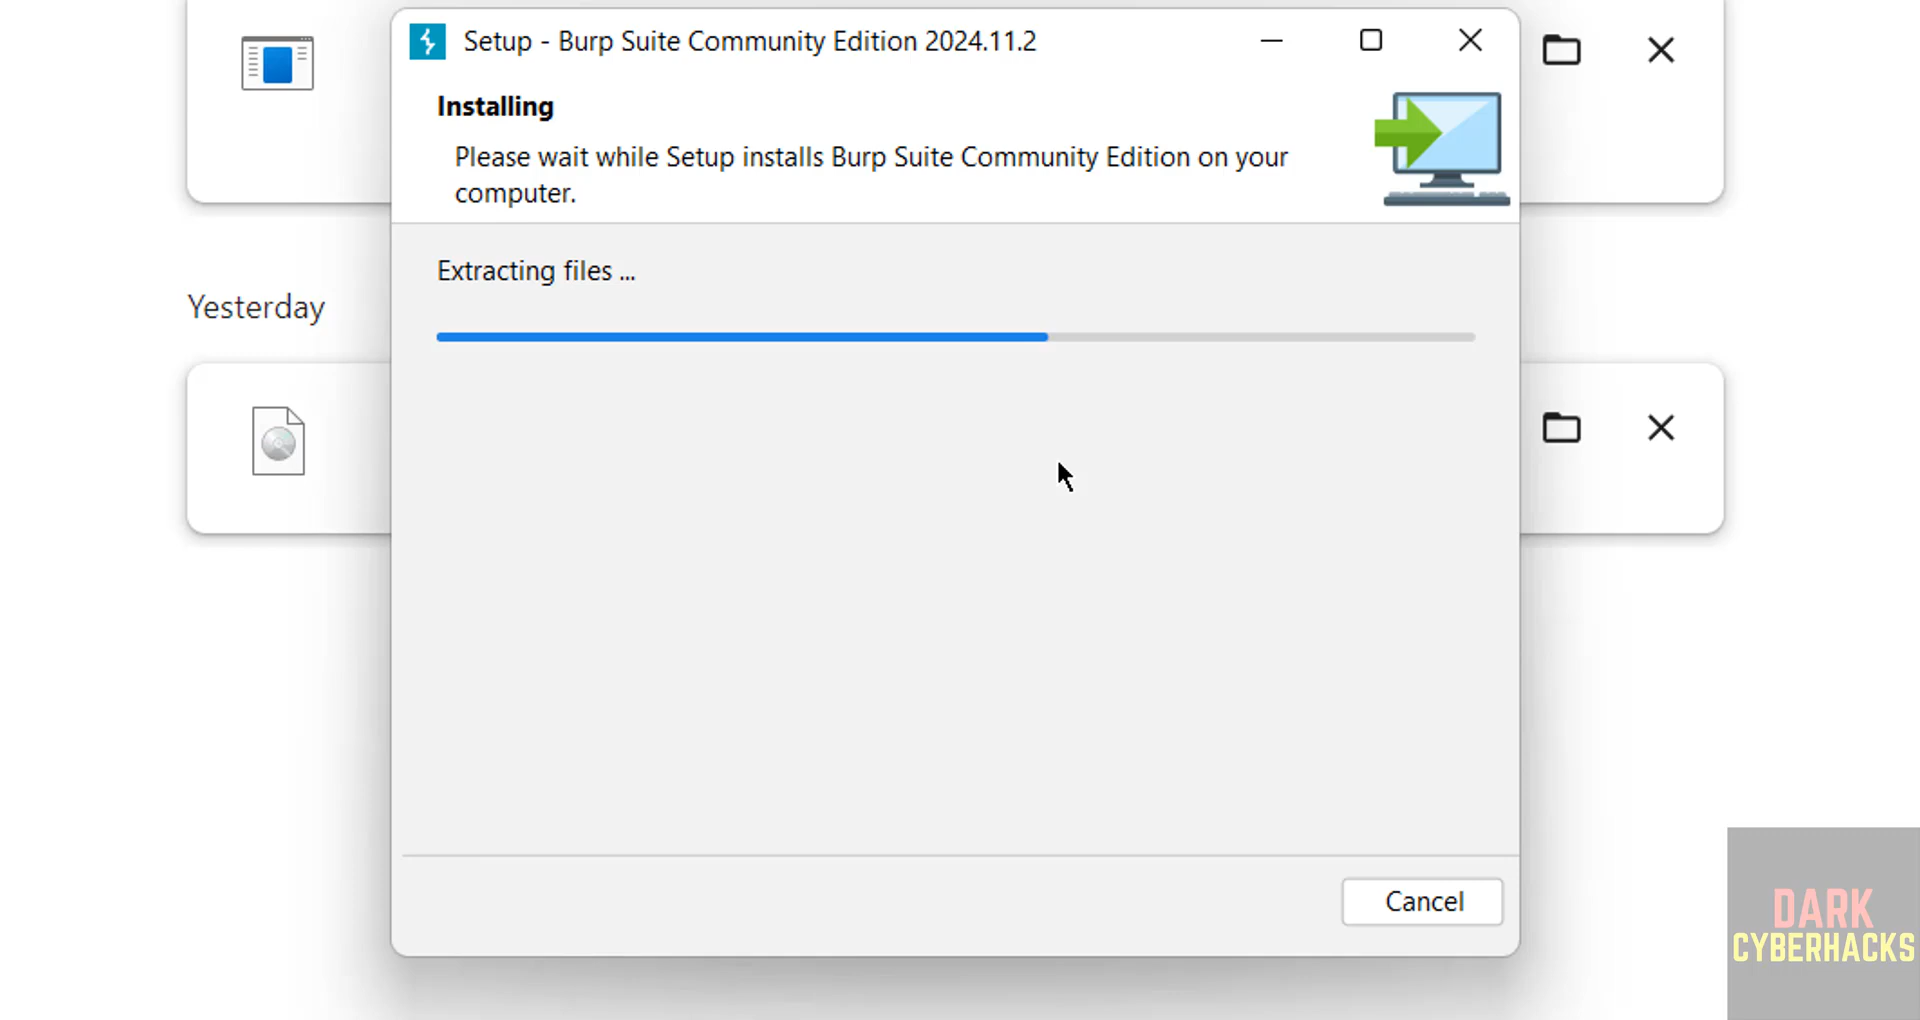 Setup - Burp Suite Community Edition 2024.11.2
Installing
Please wait while Setup installs Burp Suite Community Edition on your
computer.
Extracting files ...
Yesterday
Cancel
DARK
CYBERHACKS